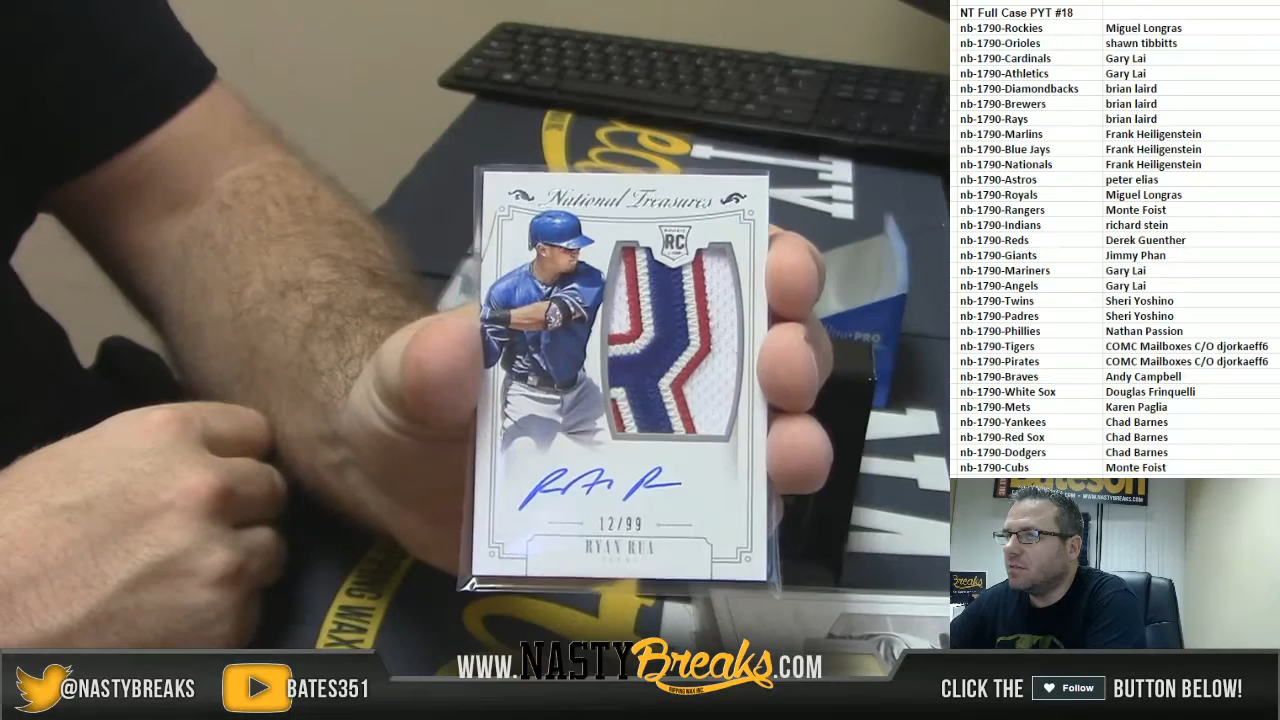 NT Full Case PYT #18
nb-1790-Rockies Miguel Longras
nb-1790-Orioles shawn tibbitts
nb-1790-Cardinals Gary Lai
nb-1790-Athletics Gary Lai
nb-1790-Diamondbacks brian laird
nb-1790-Brewers brian laird
nb-1790-Rays brian laird
nb-1790-Marlins Frank Heiligenstein
nb-1790-Blue Jays Frank Heiligenstein
nb-1790-Nationals Frank Heiligenstein
nb-1790-Astros peter elias
nb-1790-Royals Miguel Longras
nb-1790-Rangers Monte Foist
nb-1790-Indians richard stein
nb-1790-Reds Derek Guenther
nb-1790-Giants Jimmy Phan
nb-1790-Mariners Gary Lai
nb-1790-Angels Gary Lai
nb-1790-Twins Sheri Yoshino
nb-1790-Padres Sheri Yoshino
nb-1790-Phillies Nathan Passion
nb-1790-Tigers COMC Mailboxes C/O djorkaeff6
nb-1790-Pirates COMC Mailboxes C/O djorkaeff6
nb-1790-Braves Andy Campbell
nb-1790-White Sox Douglas Frinquelli
nb-1790-Mets Karen Paglia
nb-1790-Yankees Chad Barnes
nb-1790-Red Sox Chad Barnes
nb-1790-Dodgers Chad Barnes
nb-1790-Cubs Monte Foist
National Treasures
RC
12/99
RYAN RUA
PRO
WAX
WWW.NASTYBREAKS.COM
Breaks
@NASTYBREAKS
BATES351
WWW.NASTYBreaks.COM
RIPPING WAX INC
CLICK THE Follow BUTTON BELOW!